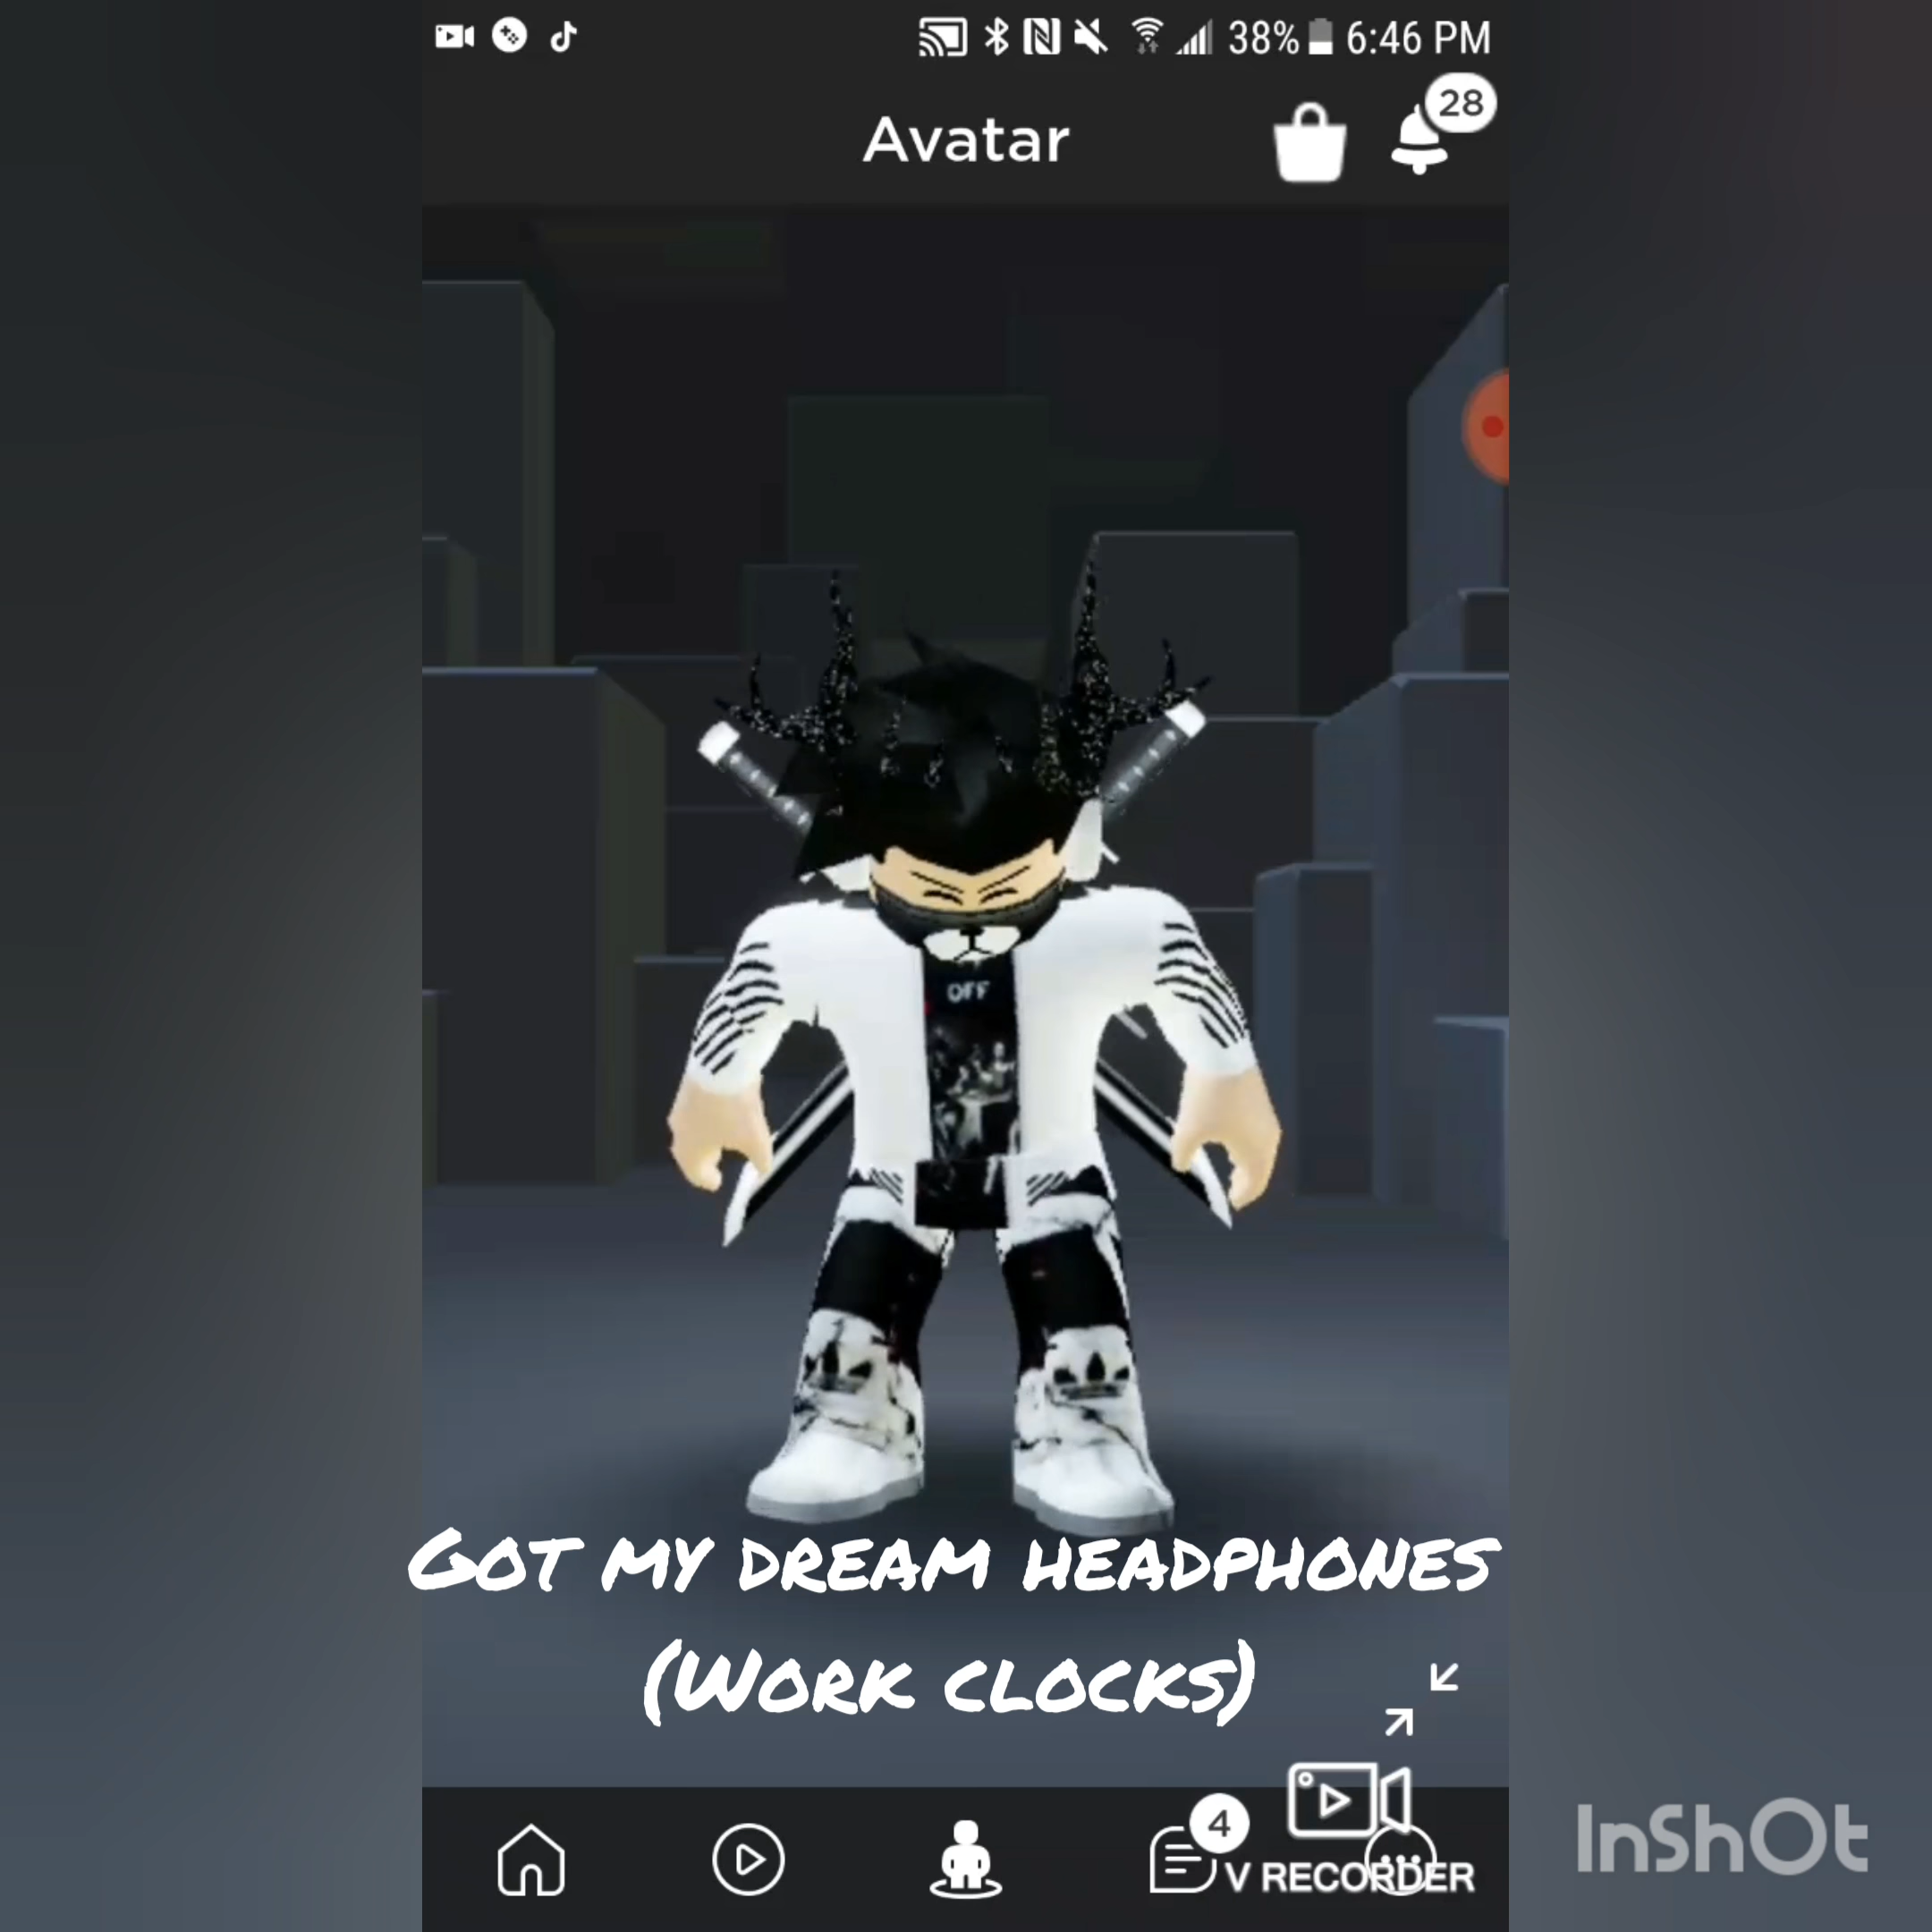 38% 6:46 PM
Avatar
28
OFF
GOT MY DREAM HEADPHONES
(WORK CLOCKS)
4
V RECORDER
InShOt